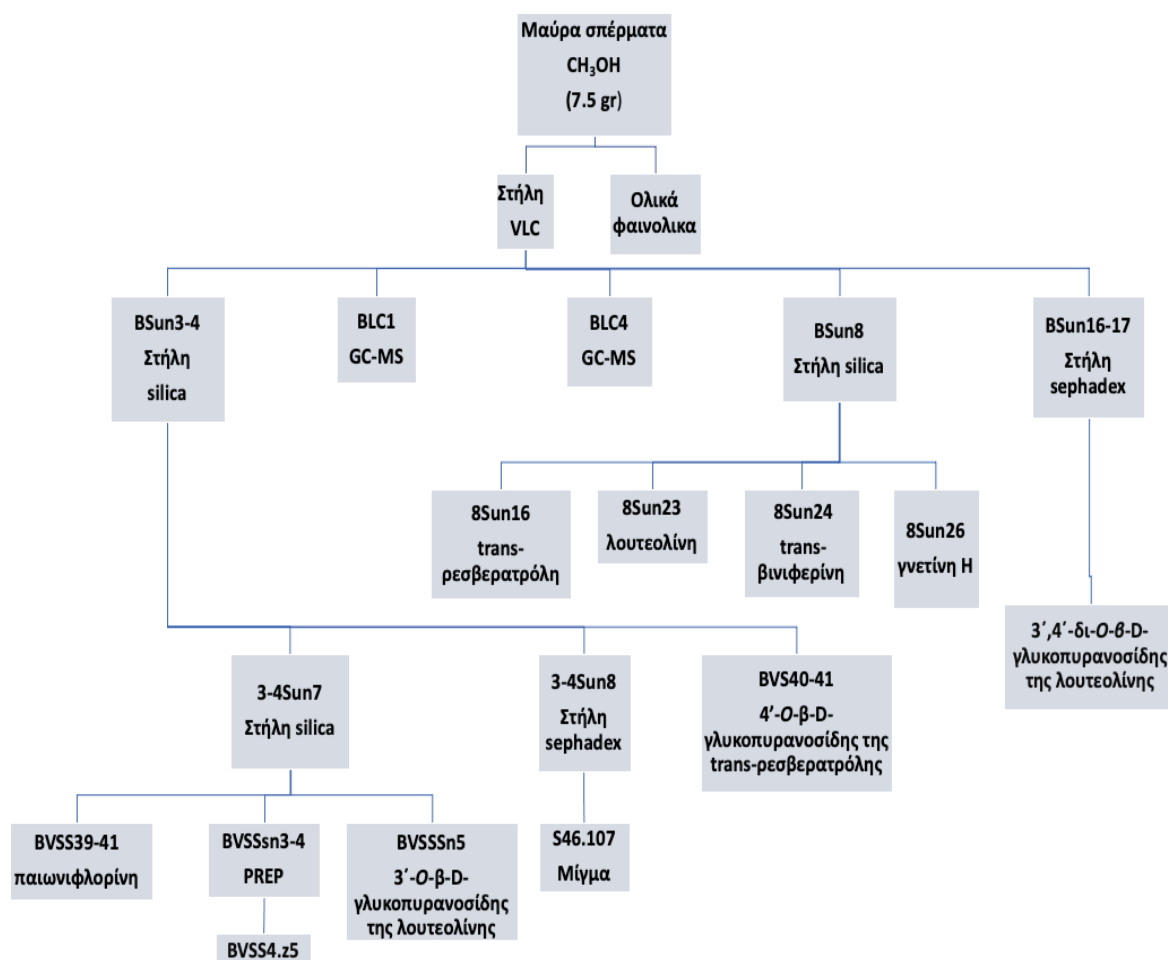 Μαύρα σπέρματα
CH₃OH
(7.5 gr)
Στήλη
VLC
Ολικά
φαινολικα
BSun3-4
Στήλη
silica
BLC1
GC-MS
BLC4
GC-MS
BSun8
Στήλη silica
BSun16-17
Στήλη
sephadex
8Sun16
trans-
ρεσβερατρόλη
8Sun23
λουτεολίνη
8Sun24
trans-
βινιφερίνη
8Sun26
γνετίνη H
3΄,4΄-δι-O-β-D-
γλυκοπυρανοσίδης
της λουτεολίνης
3-4Sun7
Στήλη silica
3-4Sun8
Στήλη
sephadex
BVS40-41
4’-O-β-D-
γλυκοπυρανοσίδης της
trans-ρεσβερατρόλης
BVSS39-41
παιωνιφλορίνη
BVSSsn3-4
PREP
BVSSSn5
3΄-O-β-D-
γλυκοπυρανοσίδης
της λουτεολίνης
S46.107
Μίγμα
BVSS4.z5